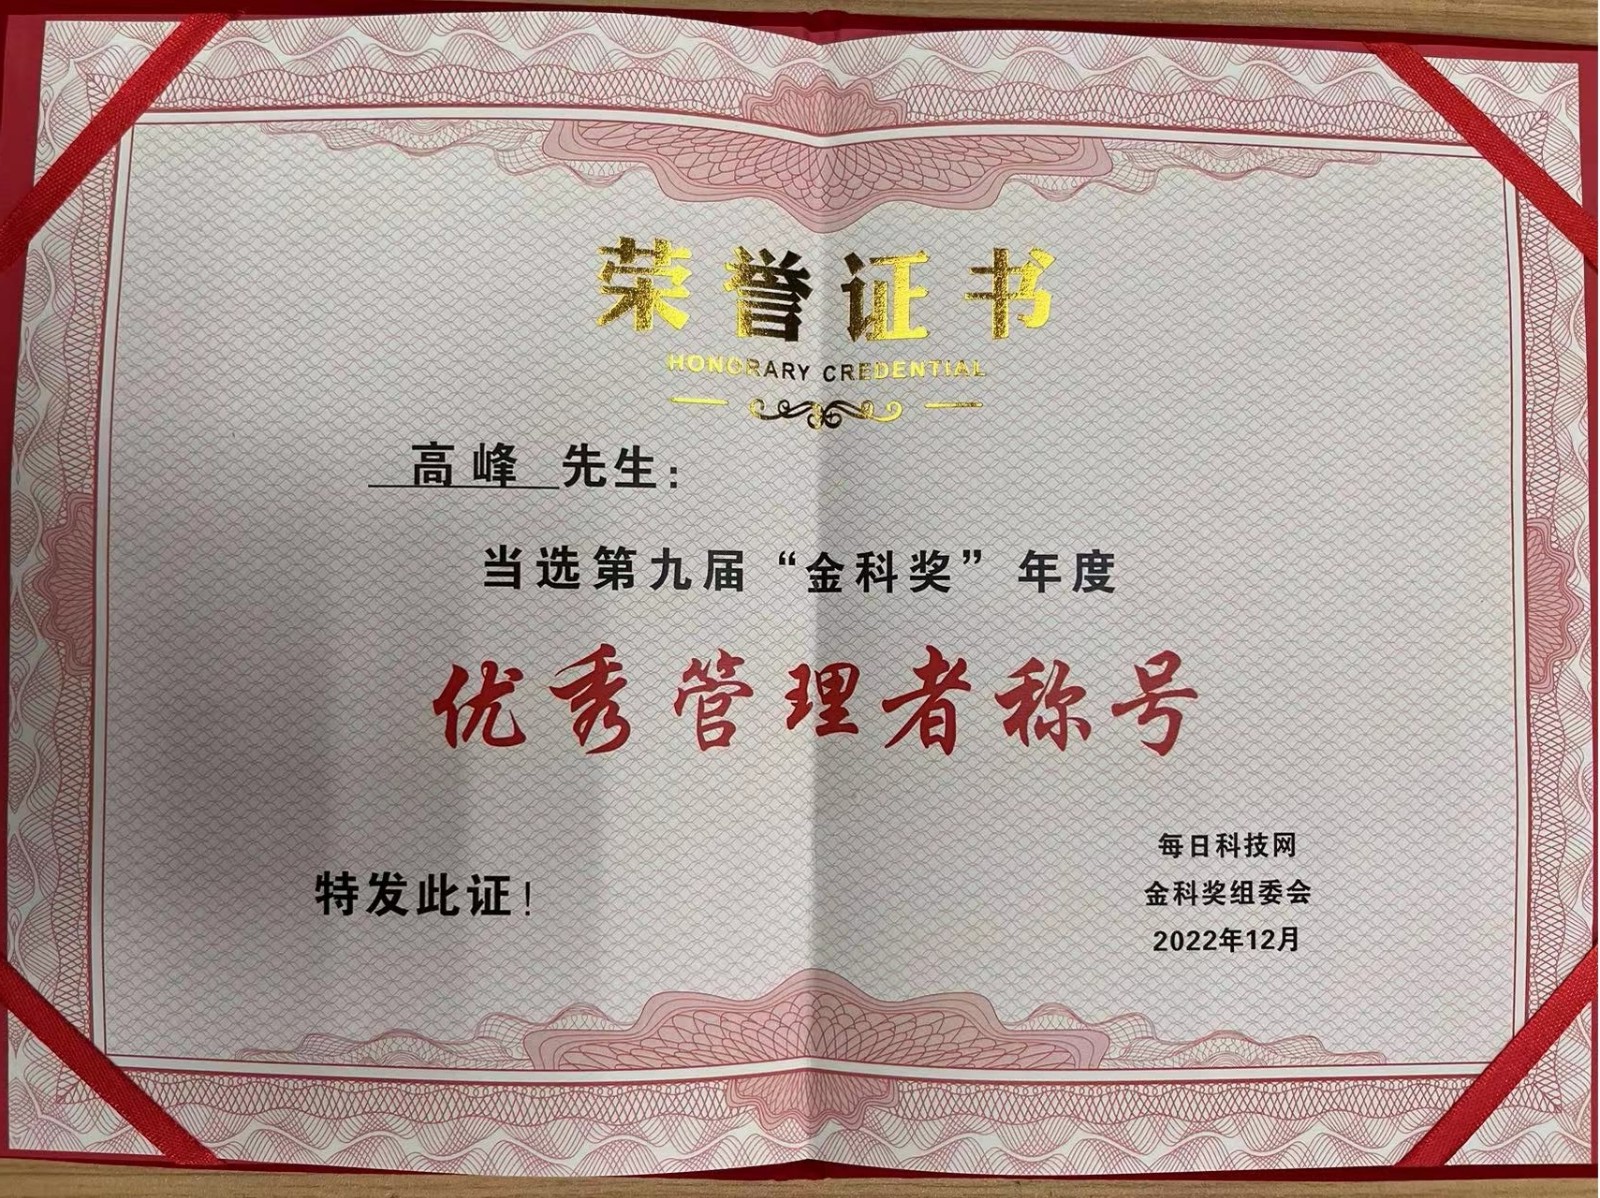 荣誉证书
HONORARY CREDENTIAL
高峰 先生：
当选第九届“金科奖”年度
优秀管理者称号
特发此证！
每日科技网
金科奖组委会
2022年12月